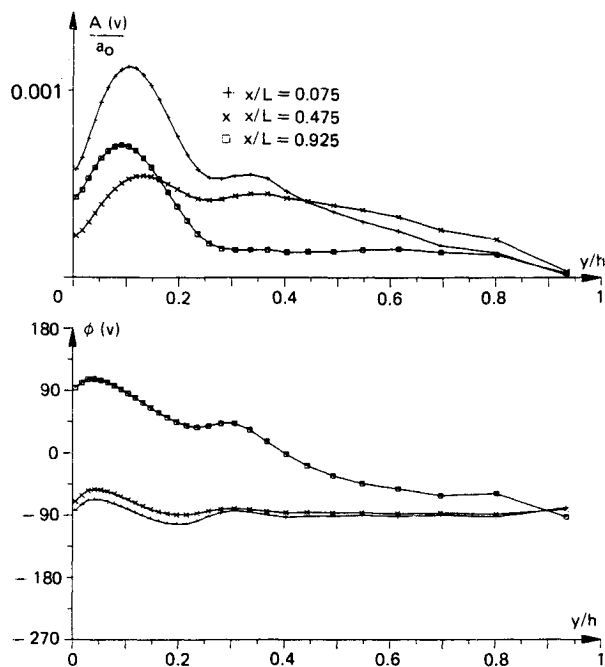 A (v)
a₀
0.001
+ x/L = 0.075
× x/L = 0.475
□ x/L = 0.925
0 0.2 0.4 0.6 0.8 1
y/h
180 φ (v)
90
0
− 90
− 180
− 270
y/h
0 0.2 0.4 0.6 0.8 1